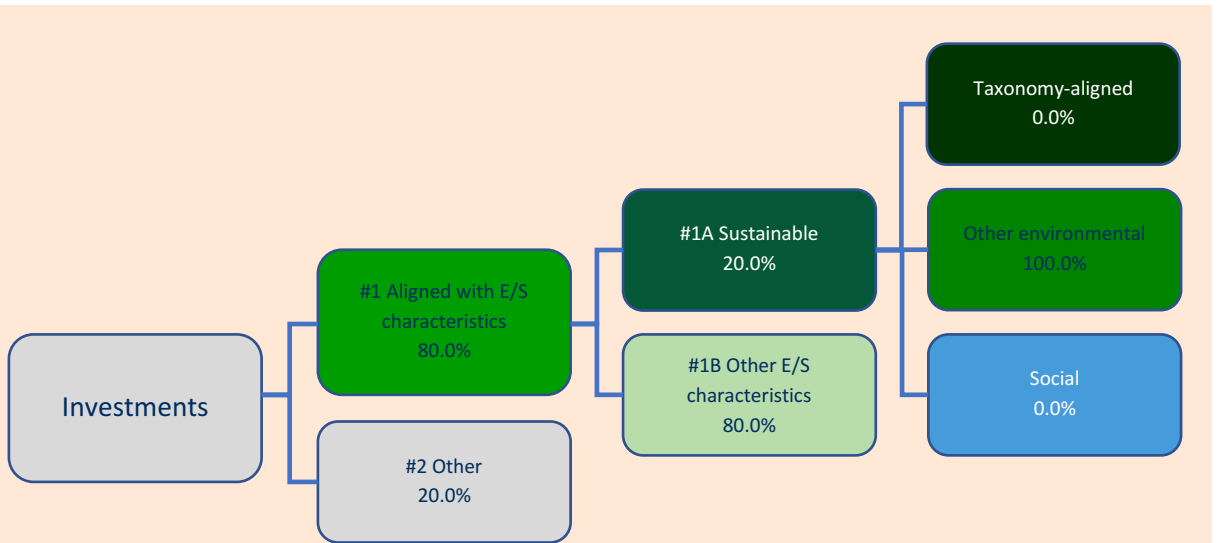 Investments
#1 Aligned with E/S
characteristics
80.0%
#2 Other
20.0%
#1A Sustainable
20.0%
#1B Other E/S
characteristics
80.0%
Taxonomy-aligned
0.0%
Other environmental
100.0%
Social
0.0%